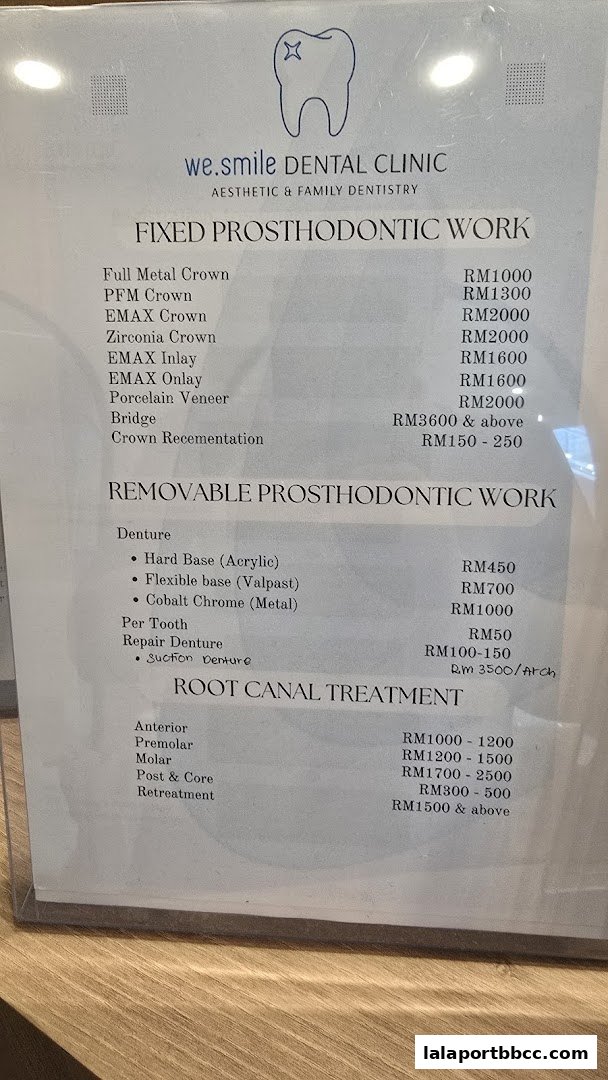 we.smile DENTAL CLINIC
AESTHETIC & FAMILY DENTISTRY
FIXED PROSTHODONTIC WORK
Full Metal Crown RM1000
PFM Crown RM1300
EMAX Crown RM2000
Zirconia Crown RM2000
EMAX Inlay RM1600
EMAX Onlay RM1600
Porcelain Veneer RM2000
Bridge RM3600 & above
Crown Recementation RM150 - 250
REMOVABLE PROSTHODONTIC WORK
Denture
• Hard Base (Acrylic) RM450
• Flexible base (Valpast) RM700
• Cobalt Chrome (Metal) RM1000
Per Tooth RM50
Repair Denture RM100-150
• Suction Denture Rm 3500/Arch
ROOT CANAL TREATMENT
Anterior RM1000 - 1200
Premolar RM1200 - 1500
Molar RM1700 - 2500
Post & Core RM300 - 500
Retreatment RM1500 & above
lalaportbbcc.com